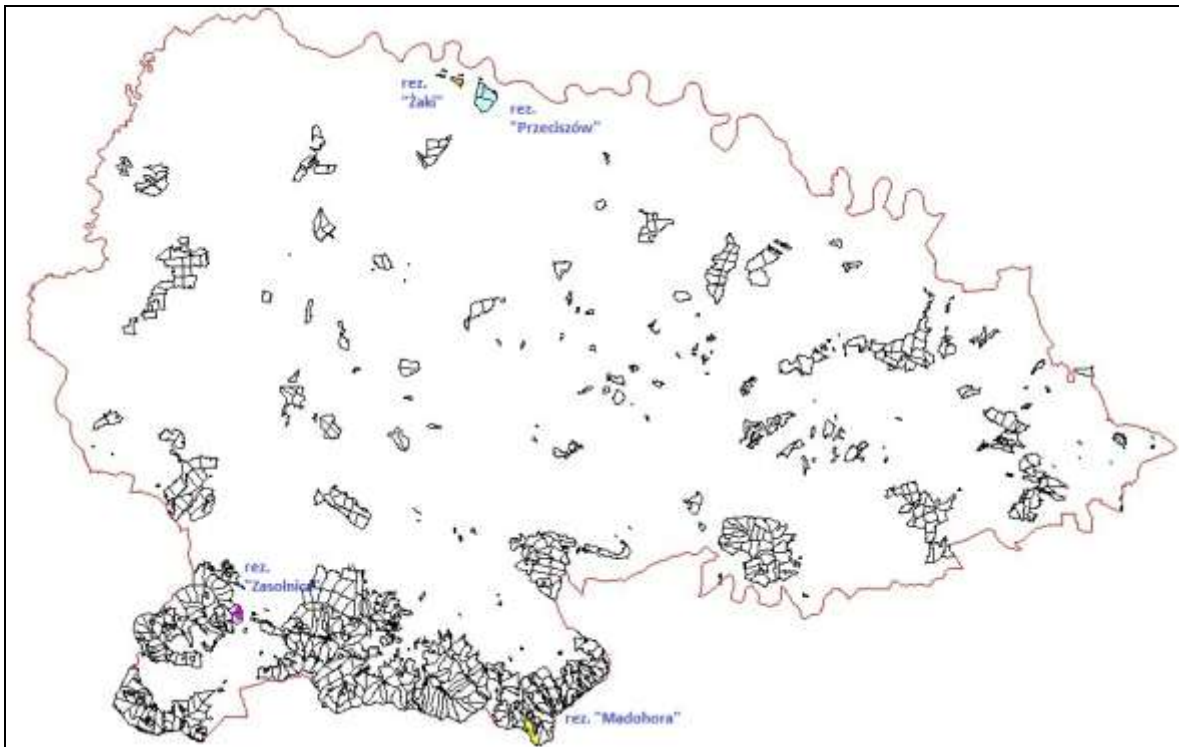 rez.
"Żaki"
rez.
"Przeciszów"
rez.
"Zasolnica"
rez. "Madohora"